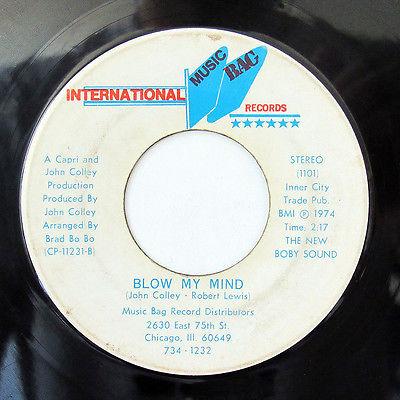 INTERNATIONAL
MUSIC
BAG
RECORDS
A Capri and
John Colley
Production
Produced By
John Colley
Arranged By
Brad Bo Bo
(CP-11231-B)
STEREO
(1101)
Inner City
Trade Pub.
BMI Ⓟ 1974
Time: 2:17
THE NEW
BOBY SOUND
BLOW MY MIND
(John Colley - Robert Lewis)
Music Bag Record Distributors
2630 East 75th St.
Chicago, Ill. 60649
734-1232